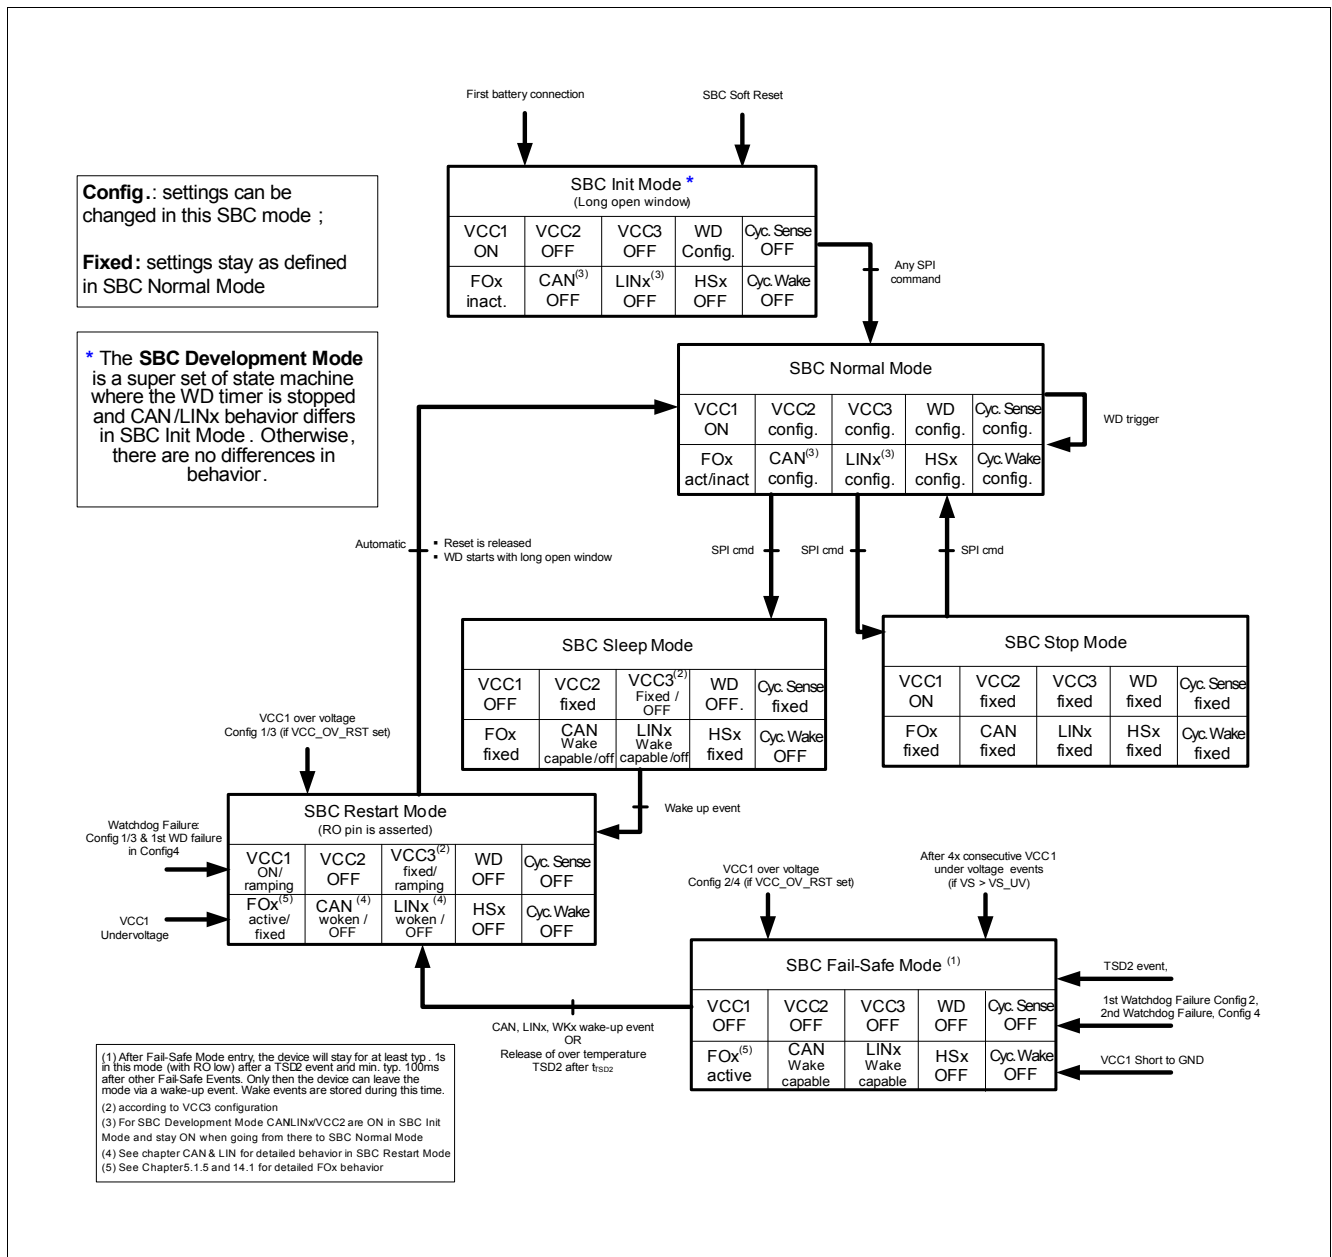 First battery connection
SBC Soft Reset
Config.: settings can be
changed in this SBC mode ;
Fixed: settings stay as defined
in SBC Normal Mode
* The SBC Development Mode
is a super set of state machine
where the WD timer is stopped
and CAN/LINx behavior differs
in SBC Init Mode . Otherwise,
there are no differences in
behavior.
SBC Init Mode *
(Long open window)
VCC1
ON
VCC2
OFF
VCC3
OFF
WD
Config.
Cyc. Sense
OFF
FOx
inact.
CAN(3)
OFF
LINx(3)
OFF
HSx
OFF
Cyc. Wake
OFF
Any SPI
command
SBC Normal Mode
VCC1
ON
VCC2
config.
VCC3
config.
WD
config.
Cyc. Sense
config.
FOx
act/inact
CAN(3)
config.
LINx(3)
config.
HSx
config.
Cyc. Wake
config.
WD trigger
Automatic
▪ Reset is released
▪ WD starts with long open window
SPI cmd
SPI cmd
SPI cmd
SBC Sleep Mode
VCC1
OFF
VCC2
fixed
VCC3(2)
Fixed /
OFF
WD
OFF.
Cyc. Sense
fixed
FOx
fixed
CAN
Wake
capable/off
LINx
Wake
capable/off
HSx
fixed
Cyc. Wake
OFF
SBC Stop Mode
VCC1
ON
VCC2
fixed
VCC3
fixed
WD
fixed
Cyc. Sense
fixed
FOx
fixed
CAN
fixed
LINx
fixed
HSx
fixed
Cyc. Wake
fixed
VCC1 over voltage
Config 1/3 (if VCC_OV_RST set)
Wake up event
Watchdog Failure:
Config 1/3 & 1st WD failure
in Config4
VCC1
Undervoltage
SBC Restart Mode
(RO pin is asserted)
VCC1
ON/
ramping
VCC2
OFF
VCC3(2)
fixed/
ramping
WD
OFF
Cyc. Sense
OFF
FOx(5)
active/
fixed
CAN (4)
woken /
OFF
LINx (4)
woken /
OFF
HSx
OFF
Cyc. Wake
OFF
VCC1 over voltage
Config 2/4 (if VCC_OV_RST set)
After 4x consecutive VCC1
under voltage events
(if VS > VS_UV)
SBC Fail-Safe Mode (1)
VCC1
OFF
VCC2
OFF
VCC3
OFF
WD
OFF
Cyc. Sense
OFF
FOx(5)
active
CAN
Wake
capable
LINx
Wake
capable
HSx
OFF
Cyc. Wake
OFF
TSD2 event,
1st Watchdog Failure Config 2,
2nd Watchdog Failure, Config 4
VCC1 Short to GND
CAN, LINx, WKx wake-up event
OR
Release of over temperature
TSD2 after tTSD2
(1) After Fail-Safe Mode entry, the device will stay for at least typ. 1s
in this mode (with RO low) after a TSD2 event and min. typ. 100ms
after other Fail-Safe Events. Only then the device can leave the
mode via a wake-up event. Wake events are stored during this time.
(2) according to VCC3 configuration
(3) For SBC Development Mode CAN/LINx/VCC2 are ON in SBC Init
Mode and stay ON when going from there to SBC Normal Mode
(4) See chapter CAN & LIN for detailed behavior in SBC Restart Mode
(5) See Chapter 5.1.5 and 14.1 for detailed FOx behavior